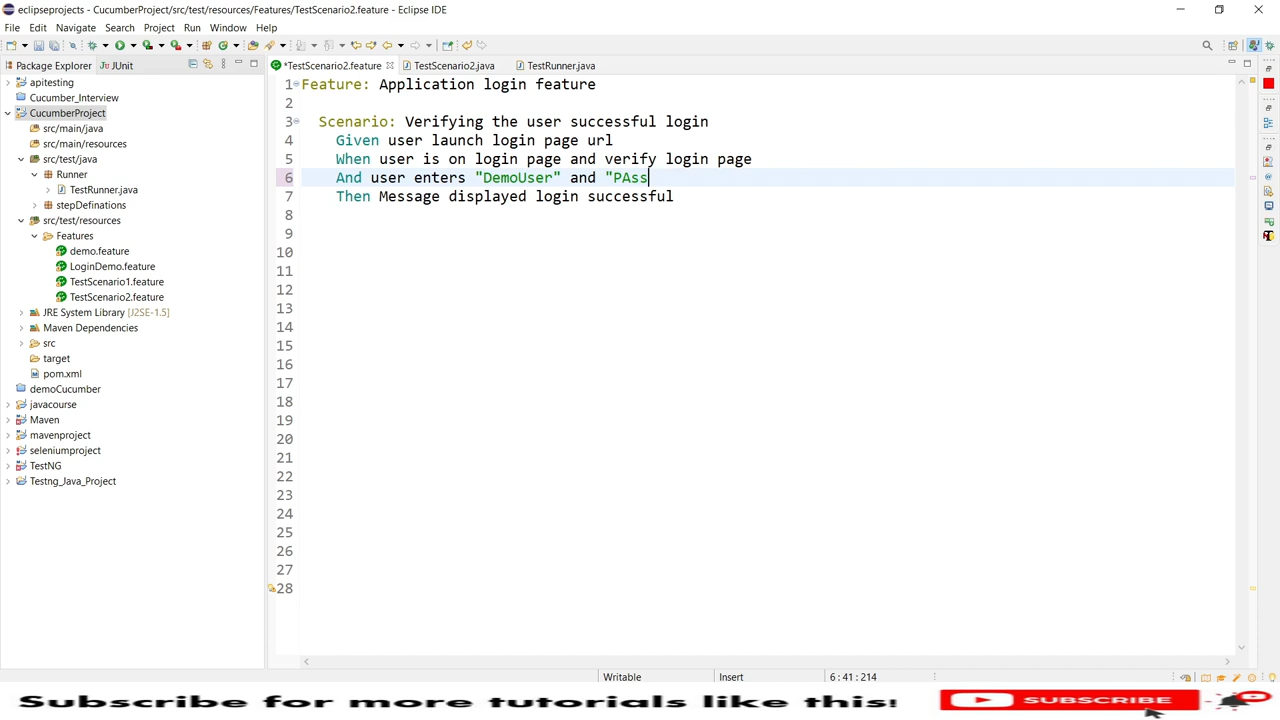 eclipseprojects - CucumberProject/src/test/resources/Features/TestScenario2.feature - Eclipse IDE
File Edit Navigate Search Project Run Window Help
Package Explorer JUnit
*TestScenario2.feature TestScenario2.java TestRunner.java
apitesting
Cucumber_Interview
CucumberProject
src/main/java
src/main/resources
src/test/java
Runner
TestRunner.java
stepDefinations
src/test/resources
Features
demo.feature
LoginDemo.feature
TestScenario1.feature
TestScenario2.feature
JRE System Library [J2SE-1.5]
Maven Dependencies
src
target
pom.xml
demoCucumber
javacourse
Maven
mavenproject
seleniumproject
TestNG
Testng_Java_Project
1 Feature: Application login feature
2
3 Scenario: Verifying the user successful login
4 Given user launch login page url
5 When user is on login page and verify login page
6 And user enters "DemoUser" and "PAss
7 Then Message displayed login successful
8
9
10
11
12
13
14
15
16
17
18
19
20
21
22
23
24
25
26
27
28
Writable Insert 6 : 41 : 214
Subscribe for more tutorials like this! SUBSCRIBE